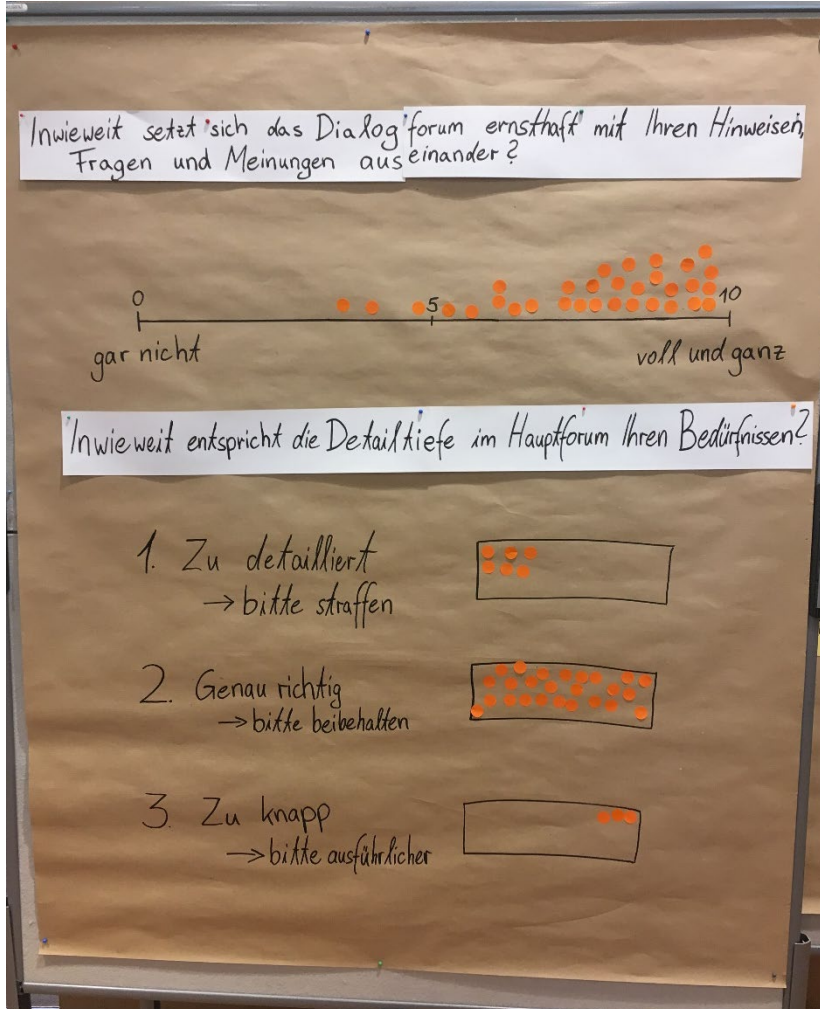 Inwieweit setzt sich das Dialogforum ernsthaft mit Ihren Hinweisen,
Fragen und Meinungen auseinander?
0
5
10
gar nicht
voll und ganz
Inwieweit entspricht die Detailtiefe im Hauptforum Ihren Bedürfnissen?
1. Zu detailliert
→ bitte straffen
2. Genau richtig
→ bitte beibehalten
3. Zu knapp
→ bitte ausführlicher